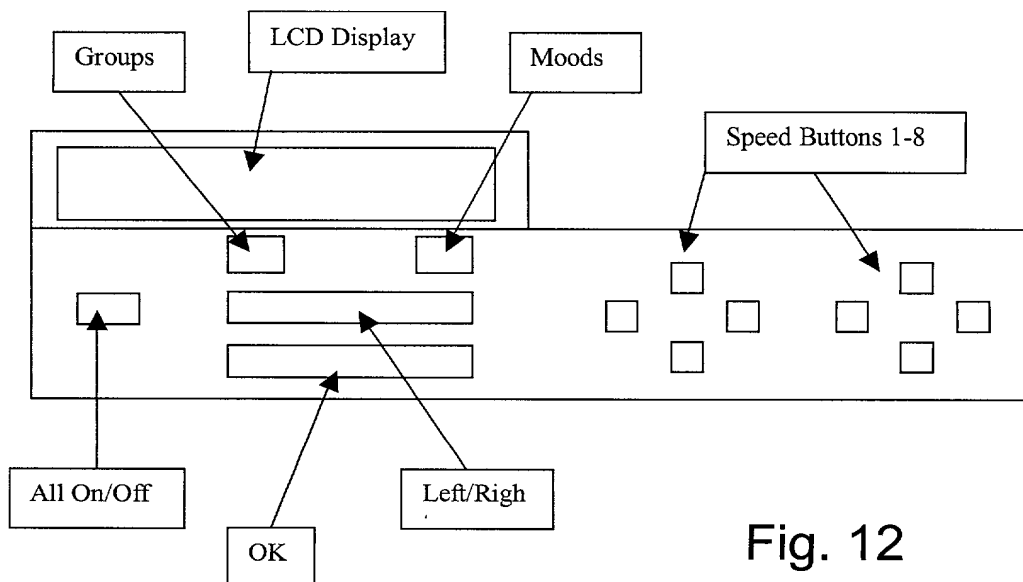 LCD Display
Groups
Moods
Speed Buttons 1-8
All On/Off
Left/Righ
OK
Fig. 12